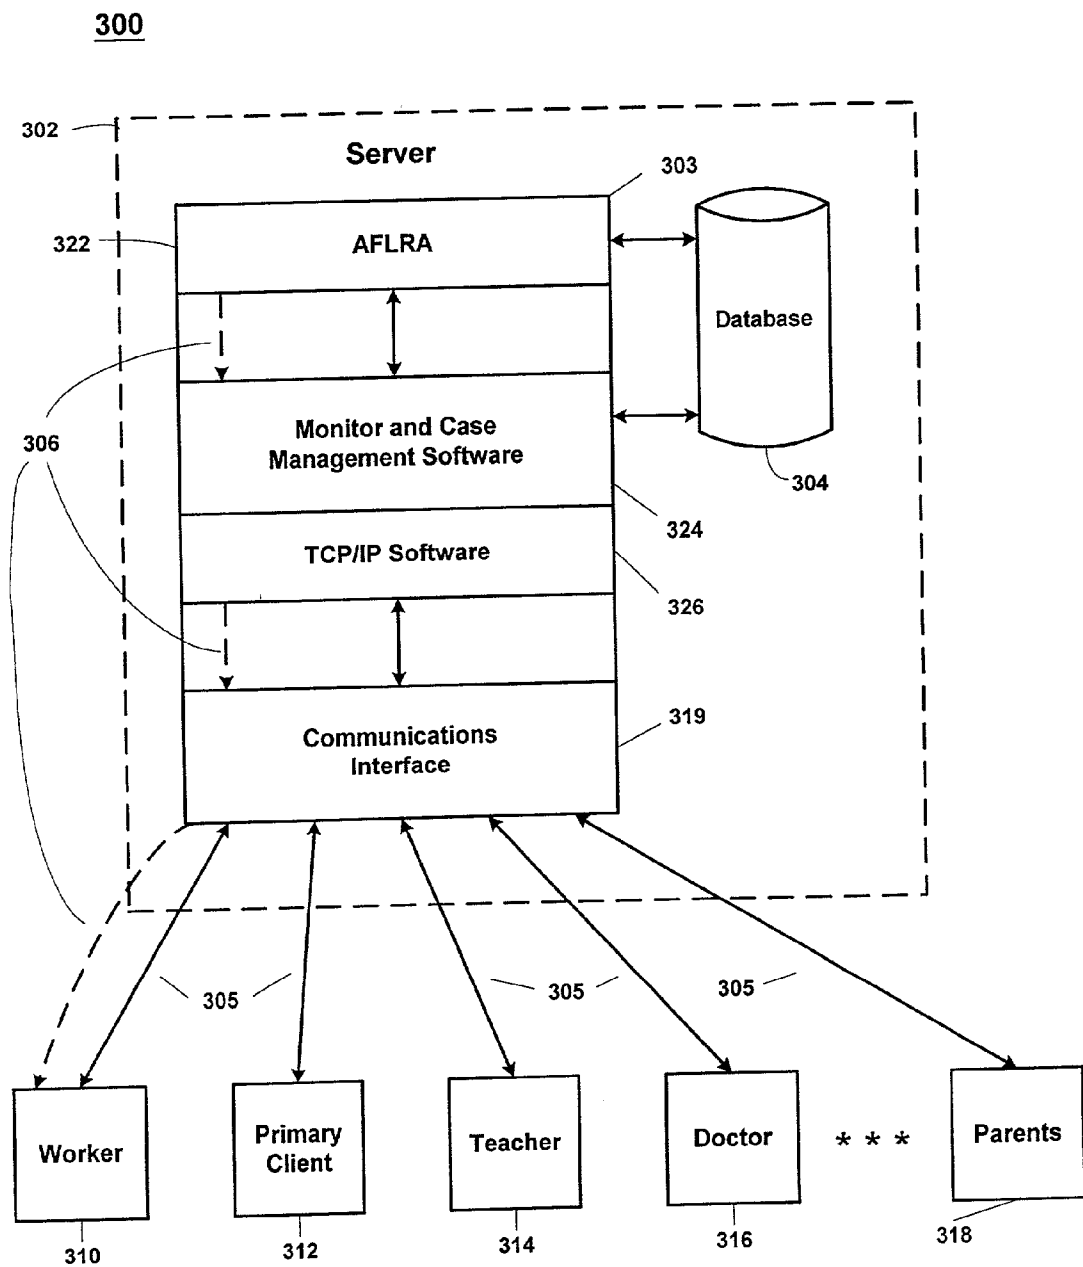 300
302
Server
303
322
AFLRA
Database
306
Monitor and Case
Management Software
304
324
TCP/IP Software
326
319
Communications
Interface
305
305
305
Worker
Primary
Client
Teacher
Doctor
* * *
Parents
310
312
314
316
318